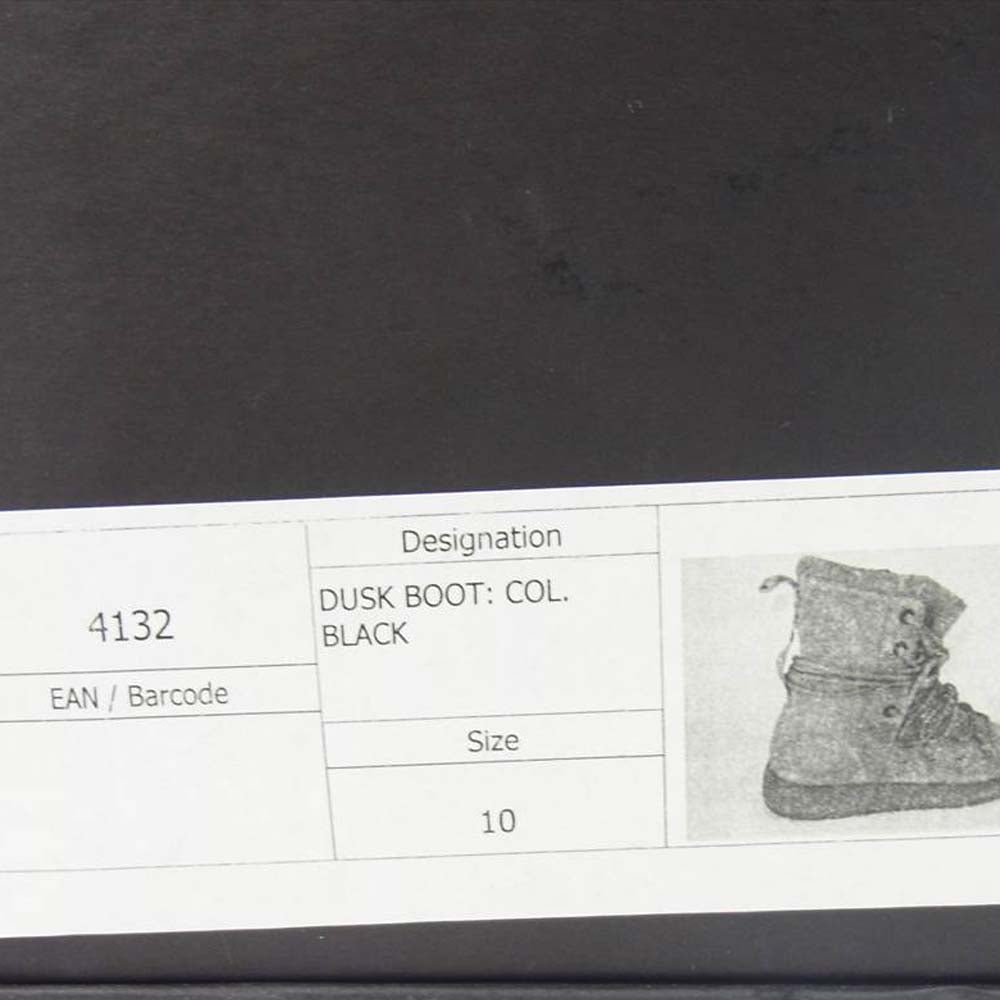 4132
EAN / Barcode
Designation
DUSK BOOT: COL.
BLACK
Size
10